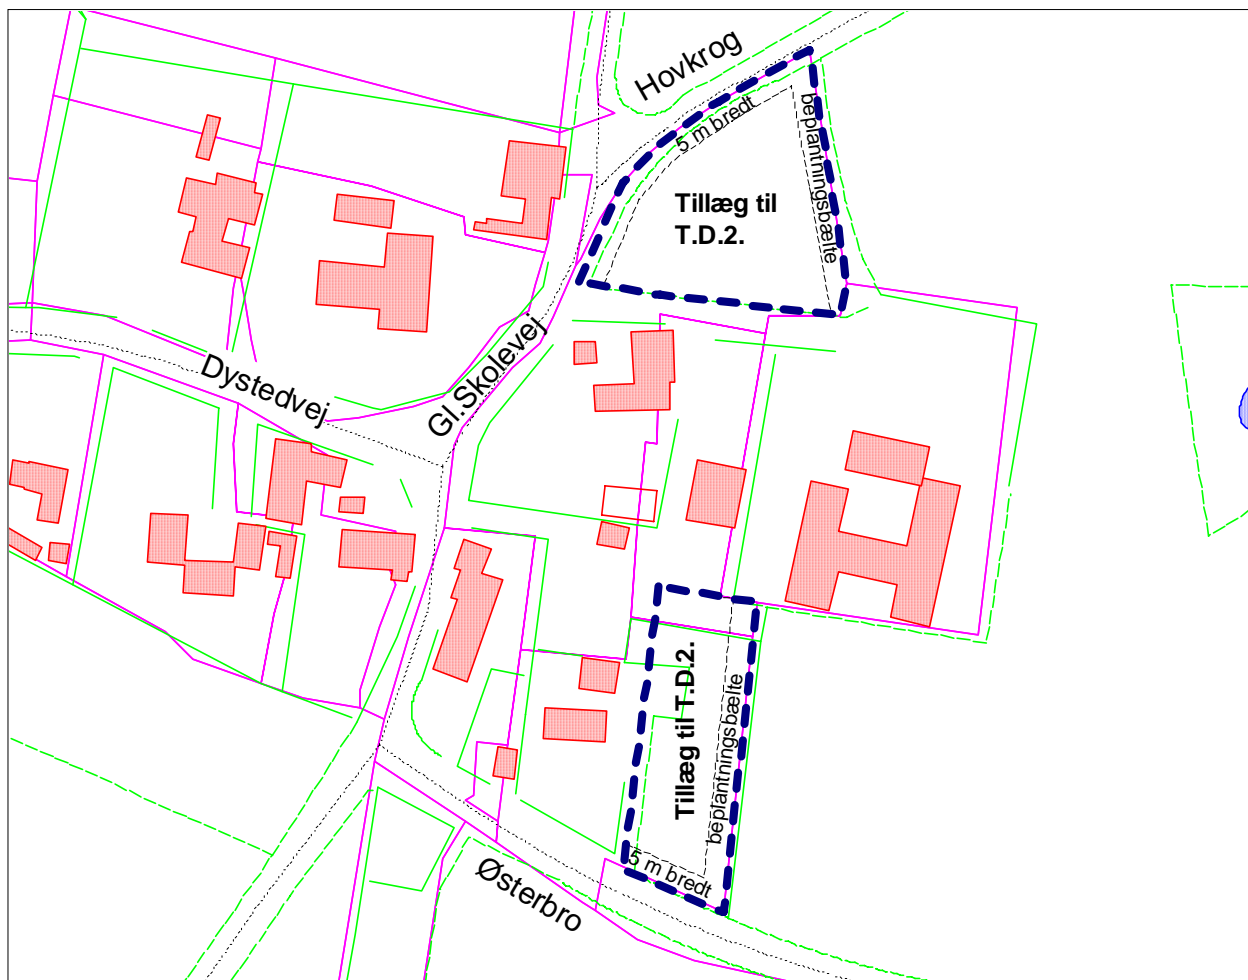 Hovkrog
5 m bredt
beplantningsbælte
Tillæg til
T.D.2.
Gl.Skolevej
Dystedvej
Tillæg til T.D.2.
beplantningsbælte
5 m bredt
Østerbro